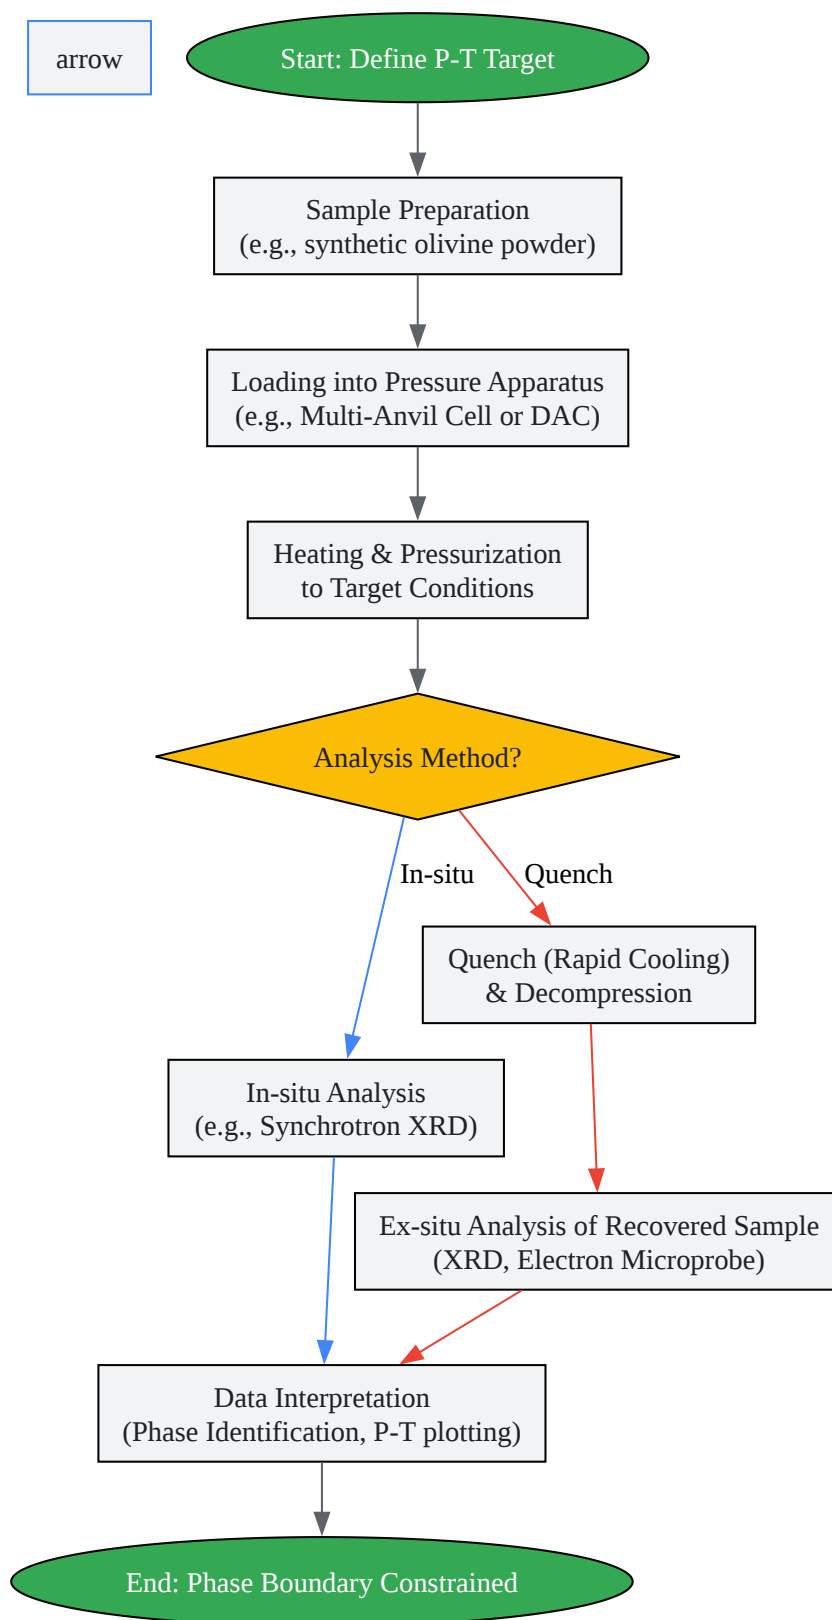 arrow
Start: Define P-T Target
Sample Preparation
(e.g., synthetic olivine powder)
Loading into Pressure Apparatus
(e.g., Multi-Anvil Cell or DAC)
Heating & Pressurization
to Target Conditions
Analysis Method?
In-situ
Quench
Quench (Rapid Cooling)
& Decompression
In-situ Analysis
(e.g., Synchrotron XRD)
Ex-situ Analysis of Recovered Sample
(XRD, Electron Microprobe)
Data Interpretation
(Phase Identification, P-T plotting)
End: Phase Boundary Constrained